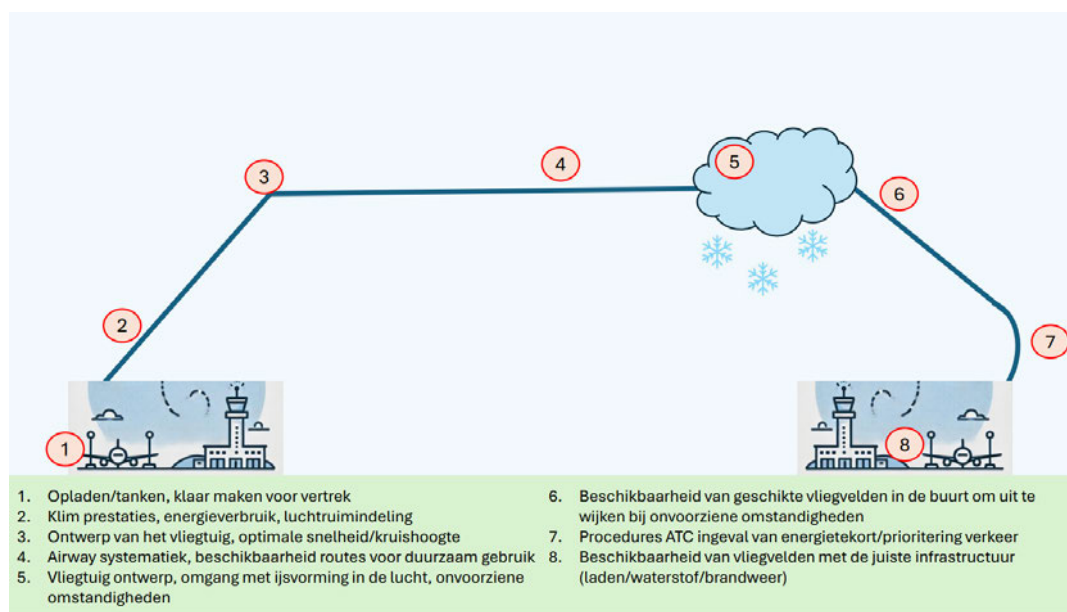 3
4
5
6
2
7
1
8
1. Opladen/tanken, klaar maken voor vertrek
2. Klim prestaties, energieverbruik, luchtruimindeling
3. Ontwerp van het vliegtuig, optimale snelheid/kruishoogte
4. Airway systematiek, beschikbaarheid routes voor duurzaam gebruik
5. Vliegtuig ontwerp, omgang met ijsvorming in de lucht, onvoorziene
omstandigheden
6. Beschikbaarheid van geschikte vliegvelden in de buurt om uit te
wijken bij onvoorziene omstandigheden
7. Procedures ATC ingeval van energietekort/prioritering verkeer
8. Beschikbaarheid van vliegvelden met de juiste infrastructuur
(laden/waterstof/brandweer)